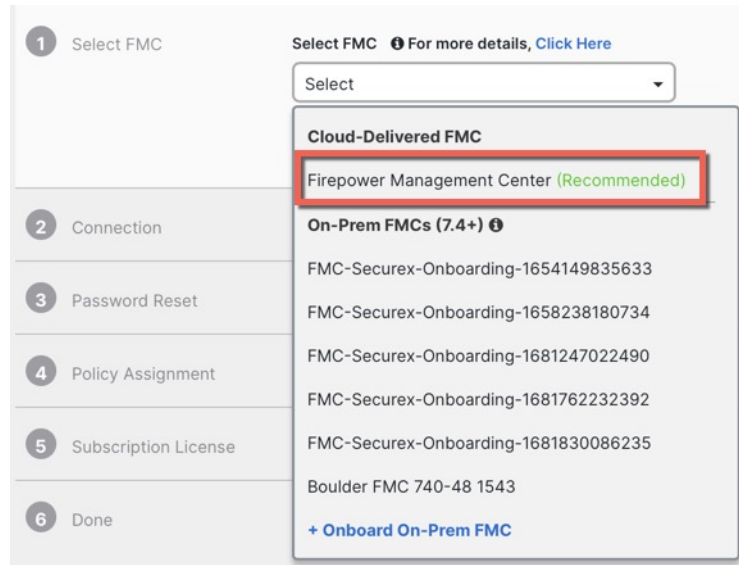 1 Select FMC
Select FMC i For more details, Click Here
Select
Cloud-Delivered FMC
Firepower Management Center (Recommended)
On-Prem FMCs (7.4+) i
FMC-Securex-Onboarding-1654149835633
FMC-Securex-Onboarding-1658238180734
FMC-Securex-Onboarding-1681247022490
FMC-Securex-Onboarding-1681762232392
FMC-Securex-Onboarding-1681830086235
Boulder FMC 740-48 1543
+ Onboard On-Prem FMC
2 Connection
3 Password Reset
4 Policy Assignment
5 Subscription License
6 Done